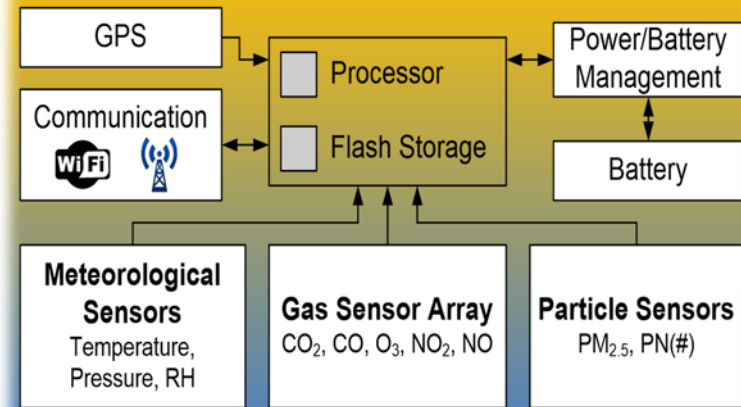 GPS
Processor
Power/Battery
Management
Communication
WiFi
Flash Storage
Battery
Meteorological
Sensors
Temperature,
Pressure, RH
Gas Sensor Array
CO₂, CO, O₃, NO₂, NO
Particle Sensors
PM₂.₅, PN(#)